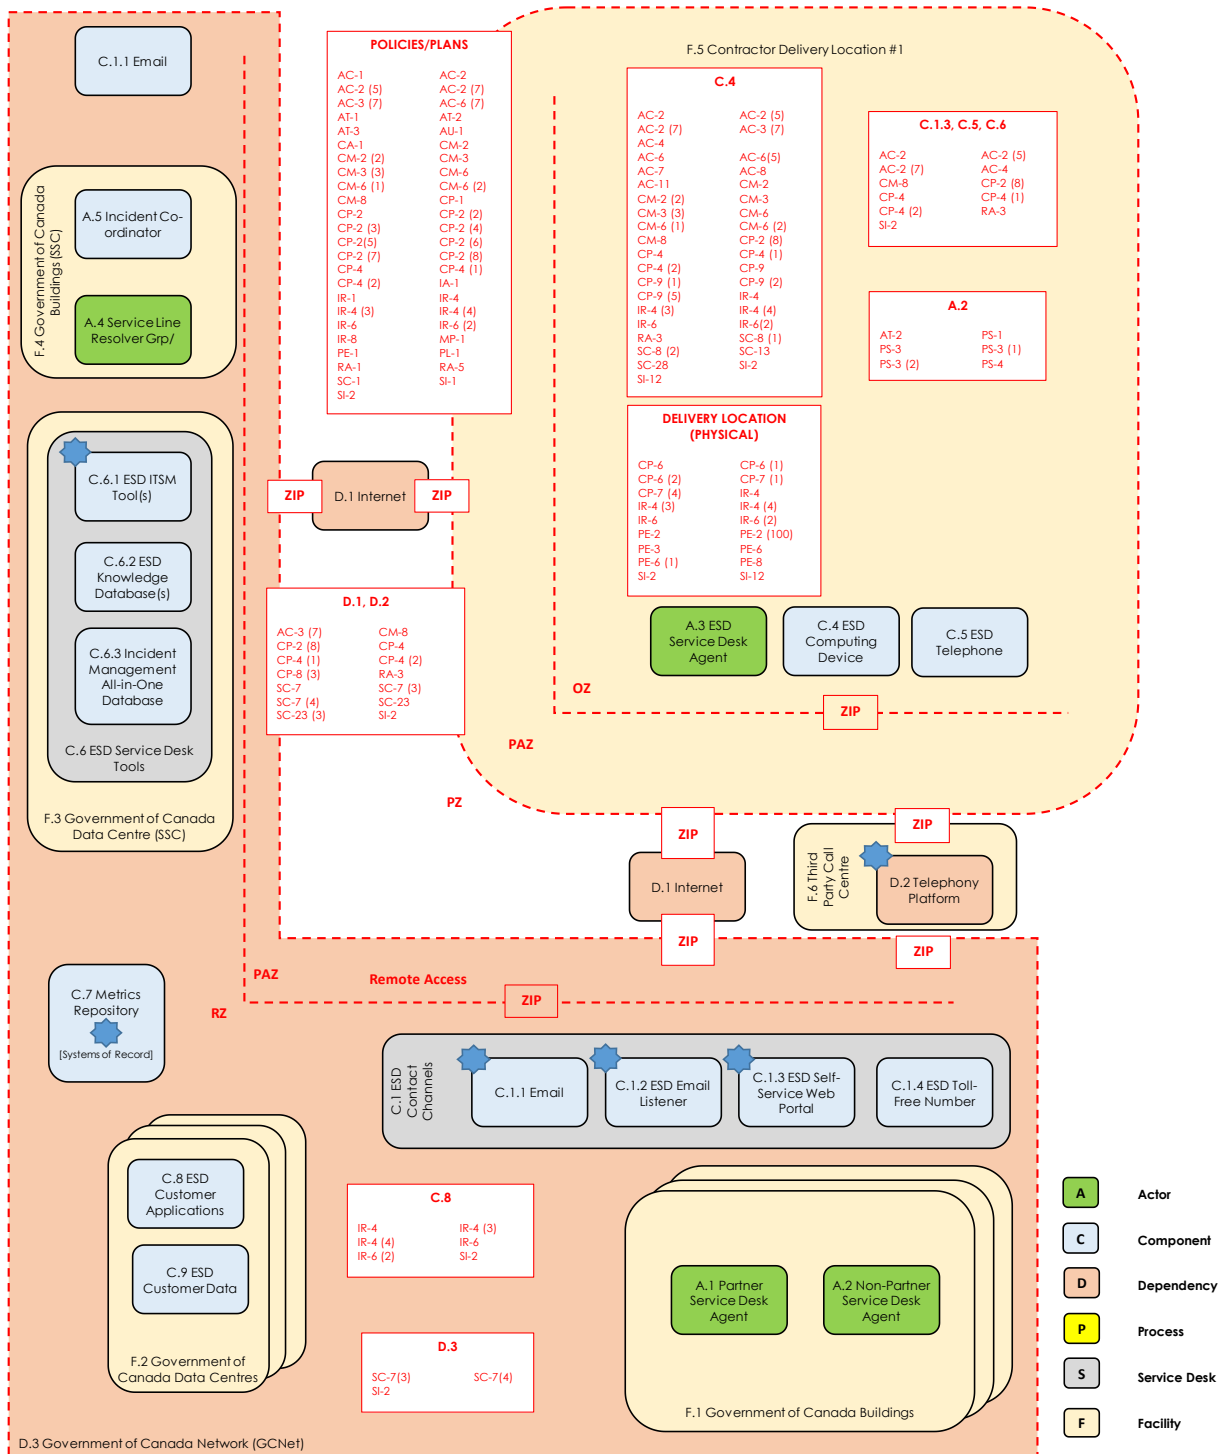 C.1.1 Email
F.4 Government of Canada
Buildings (SSC)
A.5 Incident Co-
ordinator
A.4 Service Line
Resolver Grp/
POLICIES/PLANS
AC-1 AC-2
AC-2 (5) AC-2 (7)
AC-3 (7) AC-6 (7)
AT-1 AT-2
AT-3 AU-1
CA-1 CM-2
CM-2 (2) CM-3
CM-3 (3) CM-6
CM-6 (1) CM-6 (2)
CM-8 CP-1
CP-2 CP-2 (2)
CP-2 (3) CP-2 (4)
CP-2(5) CP-2 (6)
CP-2 (7) CP-2 (8)
CP-4 CP-4 (1)
CP-4 (2) IA-1
IR-1 IR-4
IR-4 (3) IR-4 (4)
IR-6 IR-6 (2)
IR-8 MP-1
PE-1 PL-1
RA-1 RA-5
SC-1 SI-1
SI-2
F.5 Contractor Delivery Location #1
C.4
AC-2 AC-2 (5)
AC-2 (7) AC-3 (7)
AC-4
AC-6 AC-6(5)
AC-7 AC-8
AC-11 CM-2
CM-2 (2) CM-3
CM-3 (3) CM-6
CM-6 (1) CM-6 (2)
CM-8 CP-2 (8)
CP-4 CP-4 (1)
CP-4 (2) CP-9
CP-9 (1) CP-9 (2)
CP-9 (5) IR-4
IR-4 (3) IR-4 (4)
IR-6 IR-6(2)
RA-3 SC-8 (1)
SC-8 (2) SC-13
SC-28 SI-2
SI-12
C.1.3, C.5, C.6
AC-2 AC-2 (5)
AC-2 (7) AC-4
CM-8 CP-2 (8)
CP-4 CP-4 (1)
CP-4 (2) RA-3
SI-2
A.2
AT-2 PS-1
PS-3 PS-3 (1)
PS-3 (2) PS-4
DELIVERY LOCATION
(PHYSICAL)
CP-6 CP-6 (1)
CP-6 (2) CP-7 (1)
CP-7 (4) IR-4
IR-4 (3) IR-4 (4)
IR-6 IR-6 (2)
PE-2 PE-2 (100)
PE-3 PE-6
PE-6 (1) PE-8
SI-2 SI-12
A.3 ESD
Service Desk
Agent
C.4 ESD
Computing
Device
C.5 ESD
Telephone
OZ
ZIP
PAZ
PZ
C.6.1 ESD ITSM
Tool(s)
C.6.2 ESD
Knowledge
Database(s)
C.6.3 Incident
Management
All-in-One
Database
C.6 ESD Service Desk
Tools
F.3 Government of Canada
Data Centre (SSC)
ZIP
D.1 Internet
ZIP
D.1, D.2
AC-3 (7) CM-8
CP-2 (8) CP-4
CP-4 (1) CP-4 (2)
CP-8 (3) RA-3
SC-7 SC-7 (3)
SC-7 (4) SC-23
SC-23 (3) SI-2
ZIP
D.1 Internet
ZIP
ZIP
F.6 Third
Party Call
Centre
D.2 Telephony
Platform
ZIP
PAZ
Remote Access
ZIP
RZ
C.7 Metrics
Repository
[Systems of Record]
C.1 ESD
Contact
Channels
C.1.1 Email
C.1.2 ESD Email
Listener
C.1.3 ESD Self-
Service Web
Portal
C.1.4 ESD Toll-
Free Number
C.8 ESD
Customer
Applications
C.9 ESD
Customer Data
F.2 Government of
Canada Data Centres
C.8
IR-4 IR-4 (3)
IR-4 (4) IR-6
IR-6 (2) SI-2
D.3
SC-7(3) SC-7(4)
SI-2
A.1 Partner
Service Desk
Agent
A.2 Non-Partner
Service Desk
Agent
F.1 Government of Canada Buildings
D.3 Government of Canada Network (GCNet)
A Actor
C Component
D Dependency
P Process
S Service Desk
F Facility